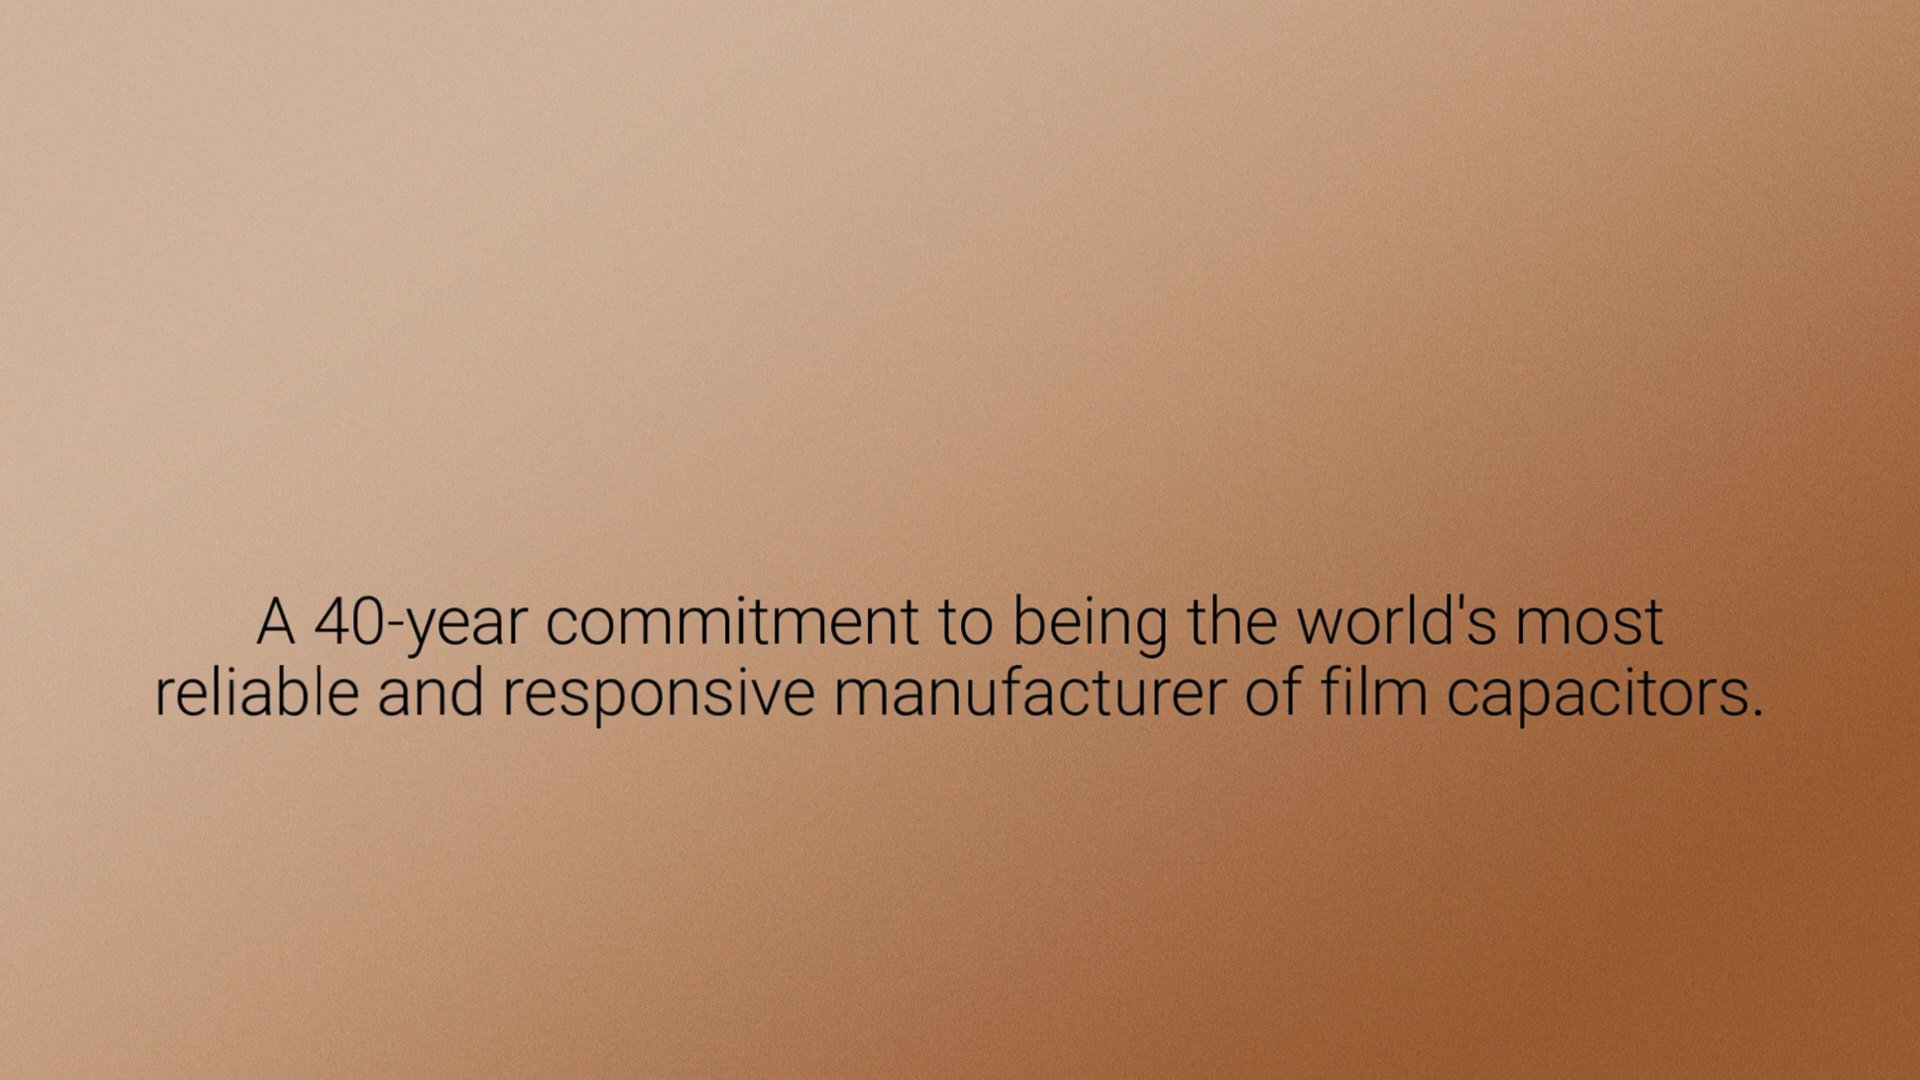 A 40-year commitment to being the world's most
reliable and responsive manufacturer of film capacitors.